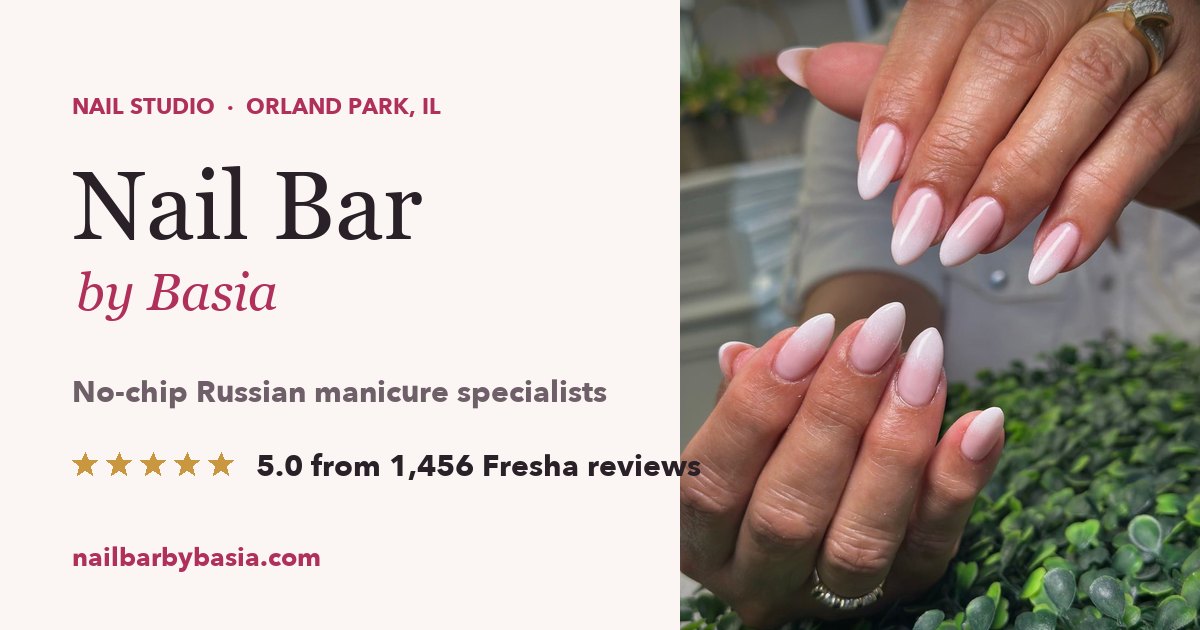 NAIL STUDIO · ORLAND PARK, IL
Nail Bar
by Basia
No-chip Russian manicure specialists
★★★★★ 5.0 from 1,456 Fresha reviews
nailbarbybasia.com